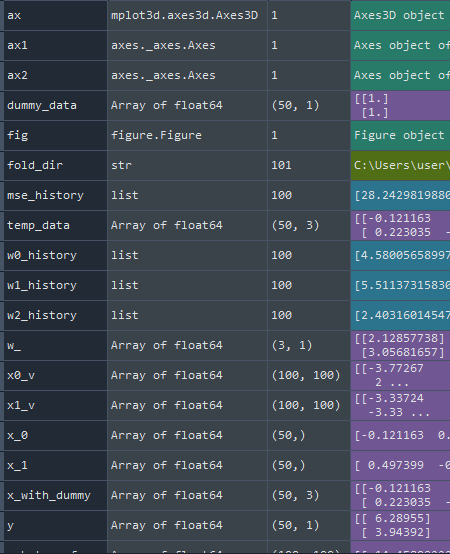 ax mplot3d.axes3d.Axes3D 1 Axes3D object
ax1 axes._axes.Axes 1 Axes object of
ax2 axes._axes.Axes 1 Axes object of
dummy_data Array of float64 (50, 1) [[1.]
[1.]
fig figure.Figure 1 Figure object
fold_dir str 101 C:\Users\user\
mse_history list 100 [28.2429819880
temp_data Array of float64 (50, 3) [[-0.121163
[ 0.223035 -
w0_history list 100 [4.58005658997
w1_history list 100 [5.51137315830
w2_history list 100 [2.40316014547
w_ Array of float64 (3, 1) [[2.12857738]
[3.05681657]
x0_v Array of float64 (100, 100) [[-3.77267
2 ...
x1_v Array of float64 (100, 100) [[-3.33724
-3.33 ...
x_0 Array of float64 (50,) [-0.121163 0.
x_1 Array of float64 (50,) [ 0.497399 -0
x_with_dummy Array of float64 (50, 3) [[-0.121163
[ 0.223035 -
y Array of float64 (50, 1) [[ 6.28955]
[ 3.94392]